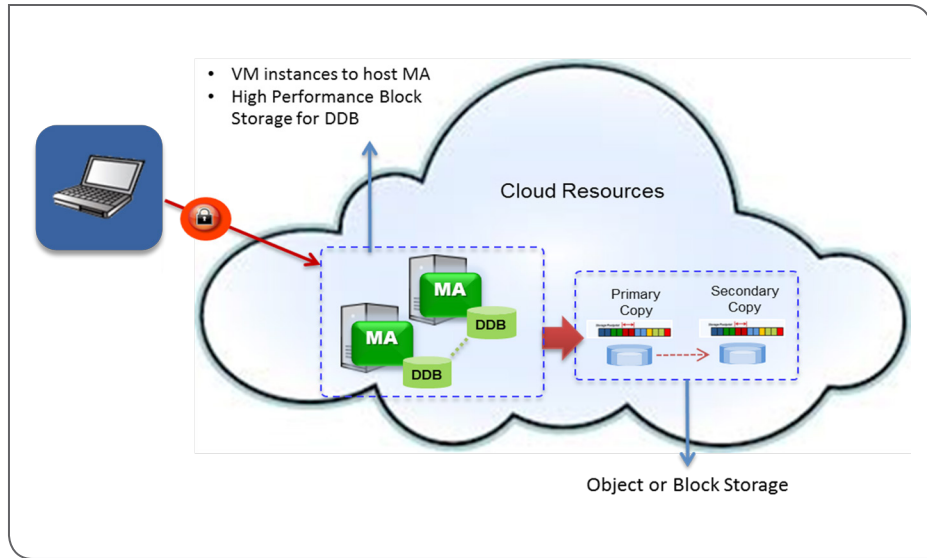 • VM instances to host MA
• High Performance Block
Storage for DDB
Cloud Resources
MA
MA
DDB
DDB
Primary
Copy
Secondary
Copy
Object or Block Storage